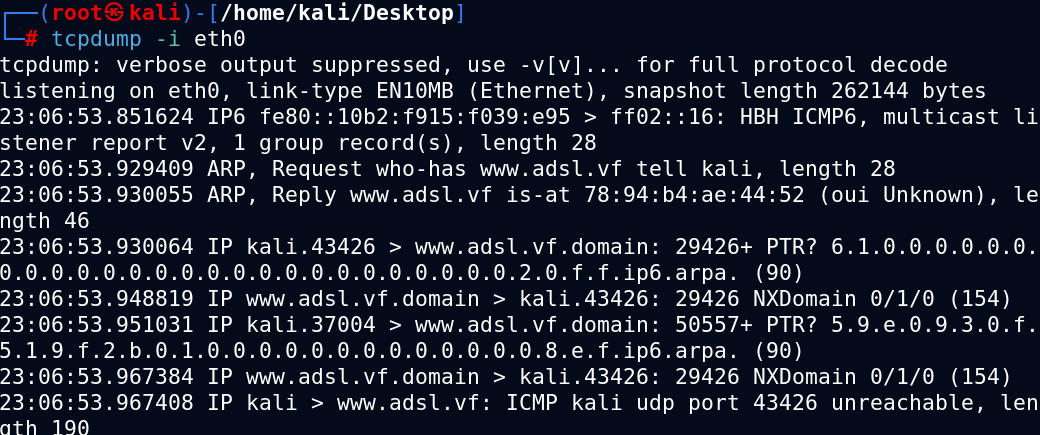 ┌──(root㉿kali)-[/home/kali/Desktop]
└─# tcpdump -i eth0
tcpdump: verbose output suppressed, use -v[v]... for full protocol decode
listening on eth0, link-type EN10MB (Ethernet), snapshot length 262144 bytes
23:06:53.851624 IP6 fe80::10b2:f915:f039:e95 > ff02::16: HBH ICMP6, multicast li
stener report v2, 1 group record(s), length 28
23:06:53.929409 ARP, Request who-has www.adsl.vf tell kali, length 28
23:06:53.930055 ARP, Reply www.adsl.vf is-at 78:94:b4:ae:44:52 (oui Unknown), le
ngth 46
23:06:53.930064 IP kali.43426 > www.adsl.vf.domain: 29426+ PTR? 6.1.0.0.0.0.0.0.
0.0.0.0.0.0.0.0.0.0.0.0.0.0.0.0.0.0.0.0.2.0.f.f.ip6.arpa. (90)
23:06:53.948819 IP www.adsl.vf.domain > kali.43426: 29426 NXDomain 0/1/0 (154)
23:06:53.951031 IP kali.37004 > www.adsl.vf.domain: 50557+ PTR? 5.9.e.0.9.3.0.f.
5.1.9.f.2.b.0.1.0.0.0.0.0.0.0.0.0.0.0.0.0.8.e.f.ip6.arpa. (90)
23:06:53.967384 IP www.adsl.vf.domain > kali.43426: 29426 NXDomain 0/1/0 (154)
23:06:53.967408 IP kali > www.adsl.vf: ICMP kali udp port 43426 unreachable, len
gth 190